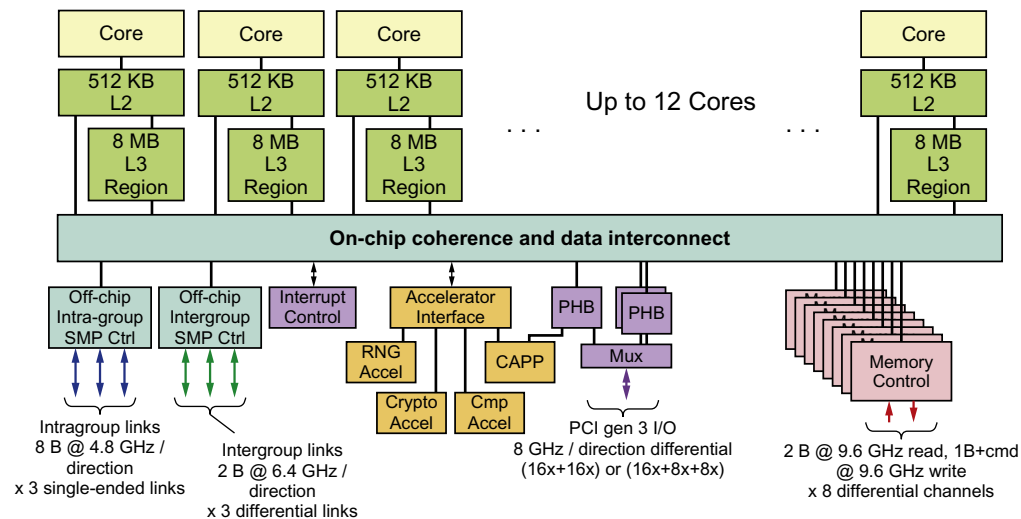 Core
Core
Core
Core
512 KB
L2
512 KB
L2
512 KB
L2
512 KB
L2
Up to 12 Cores
. . .
. . .
8 MB
L3
Region
8 MB
L3
Region
8 MB
L3
Region
8 MB
L3
Region
On-chip coherence and data interconnect
Off-chip
Intra-group
SMP Ctrl
Off-chip
Intergroup
SMP Ctrl
Interrupt
Control
Accelerator
Interface
PHB
PHB
RNG
Accel
CAPP
Mux
Memory
Control
Crypto
Accel
Cmp
Accel
Intragroup links
8 B @ 4.8 GHz /
direction
x 3 single-ended links
Intergroup links
2 B @ 6.4 GHz /
direction
x 3 differential links
PCI gen 3 I/O
8 GHz / direction differential
(16x+16x) or (16x+8x+8x)
2 B @ 9.6 GHz read, 1B+cmd
@ 9.6 GHz write
x 8 differential channels